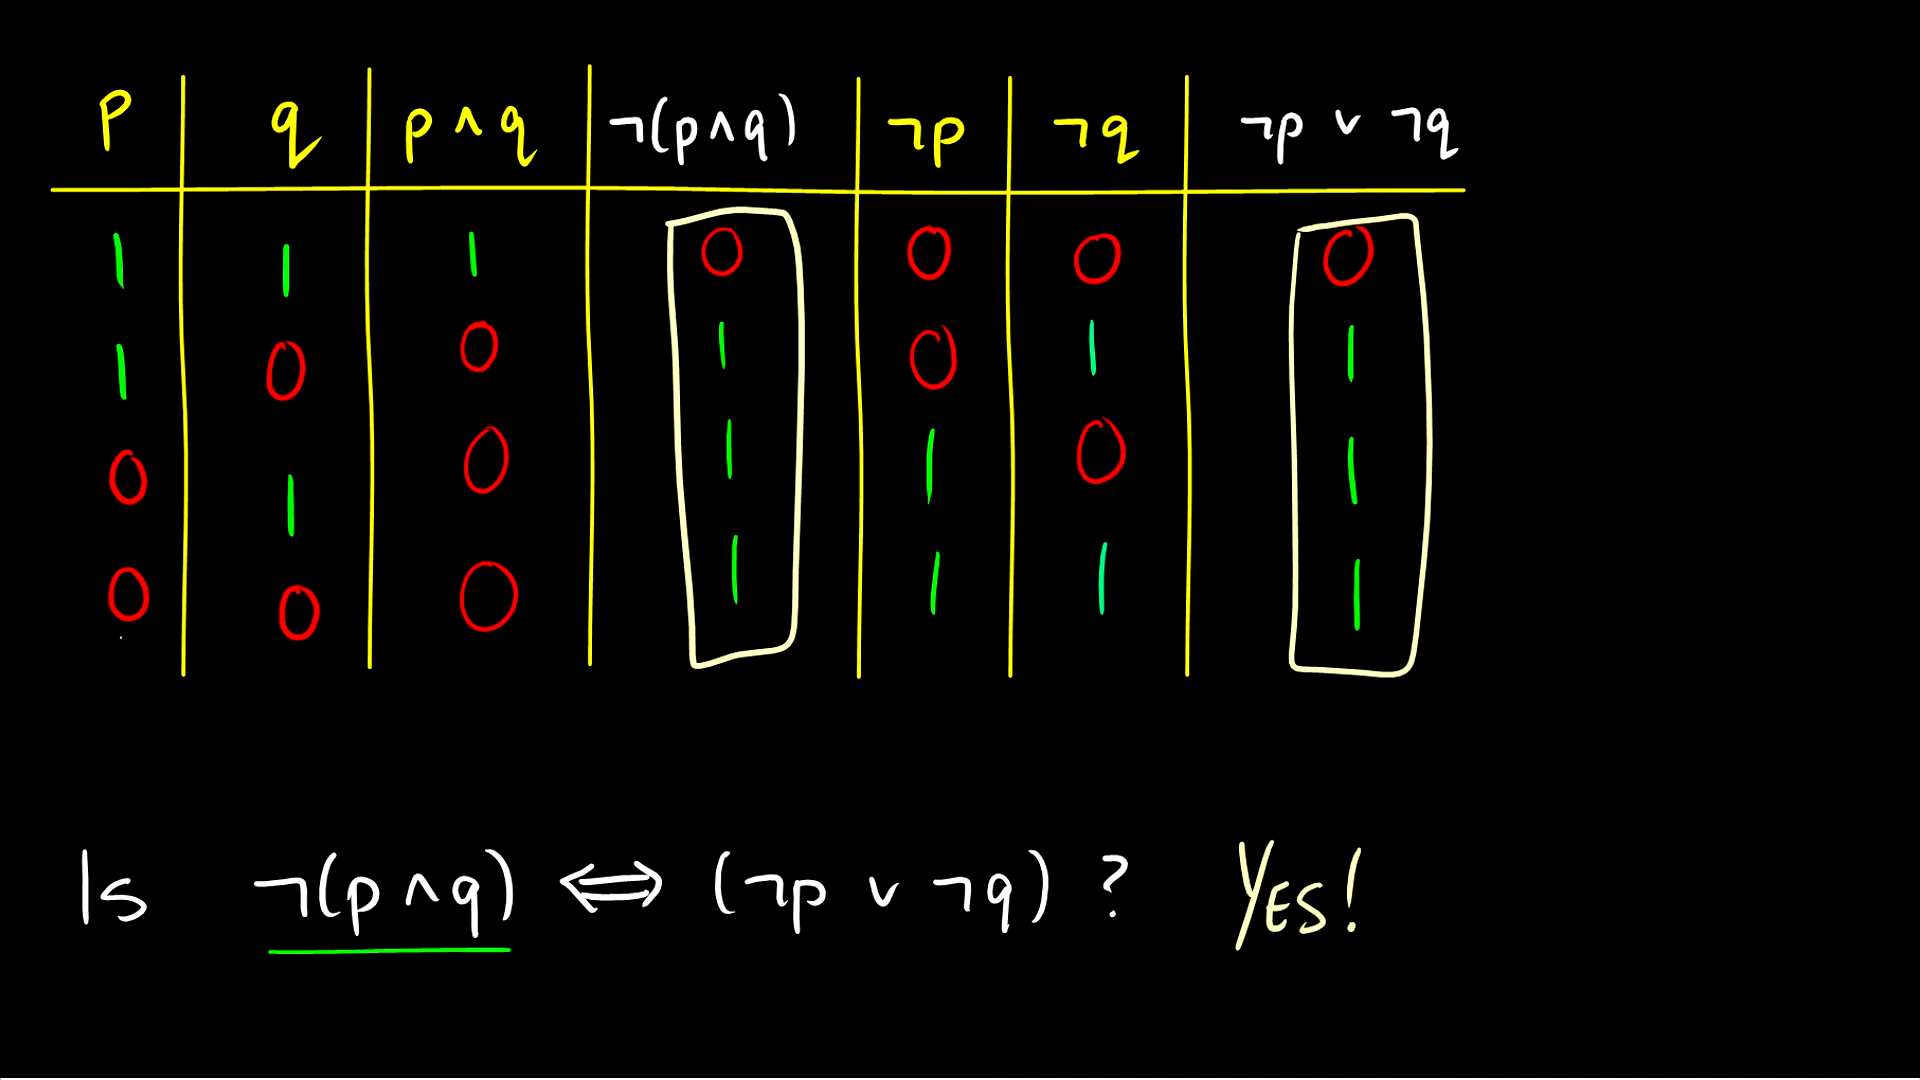 p q p ∧ q ¬(p∧q) ¬p ¬q ¬p ∨ ¬q
1 1 1 0 0 0 0
1 0 0 1 0 1 1
0 1 0 1 1 0 1
0 0 0 1 1 1 1
Is ¬(p ∧ q) ⟺ (¬p ∨ ¬q) ? YES!